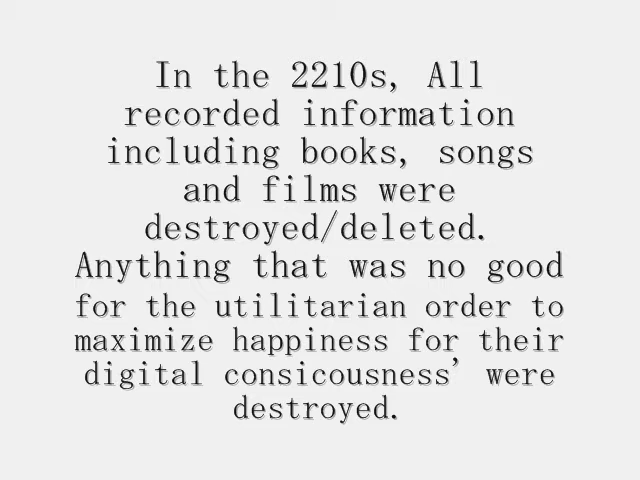 In the 2210s, All
recorded information
including books, songs
and films were
destroyed/deleted.
Anything that was no good
for the utilitarian order to
maximize happiness for their
digital consicousness' were
destroyed.